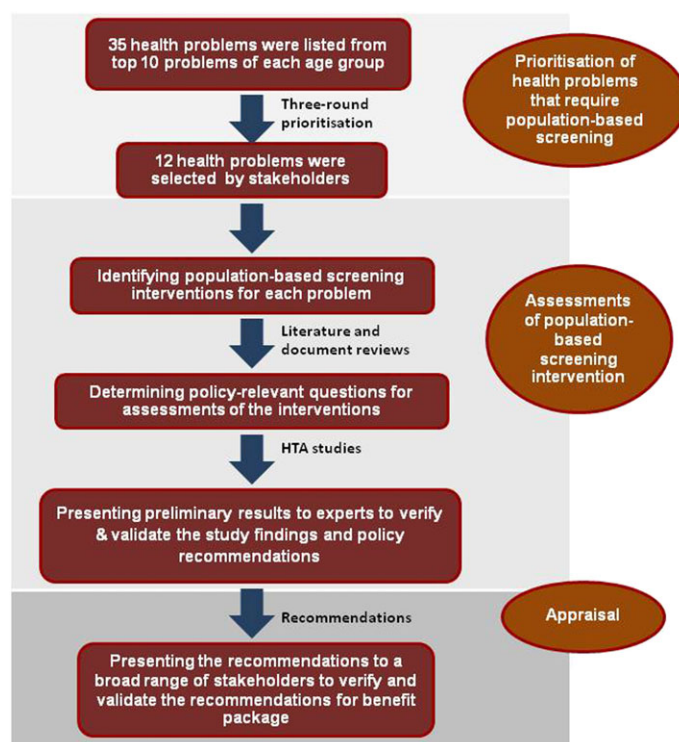 35 health problems were listed from
top 10 problems of each age group
Prioritisation of
health problems
that require
population-based
screening
Three-round
prioritisation
12 health problems were
selected by stakeholders
Identifying population-based screening
interventions for each problem
Assessments
of population-
based
screening
intervention
Literature and
document reviews
Determining policy-relevant questions for
assessments of the interventions
HTA studies
Presenting preliminary results to experts to verify
& validate the study findings and policy
recommendations
Recommendations
Appraisal
Presenting the recommendations to a
broad range of stakeholders to verify and
validate the recommendations for benefit
package